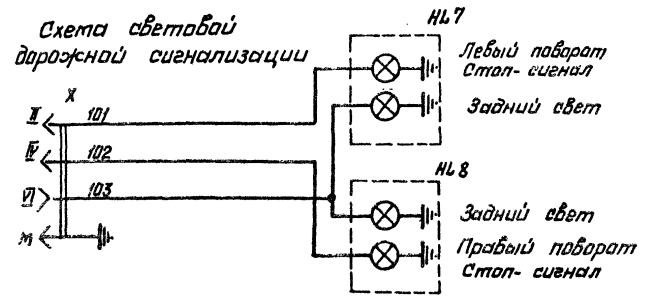 Схема световой
дорожной сигнализации
X
II
101
IV
102
VI
103
M
HL7
Левый поворот
Стоп- сигнал
Задний свет
HL8
Задний свет
Правый поворот
Стоп- сигнал